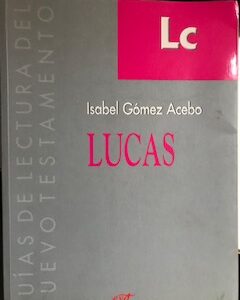 Lc
Isabel Gómez Acebo
LUCAS
UÍAS DE LECTURA DEL
UEVO TESTAMENTO